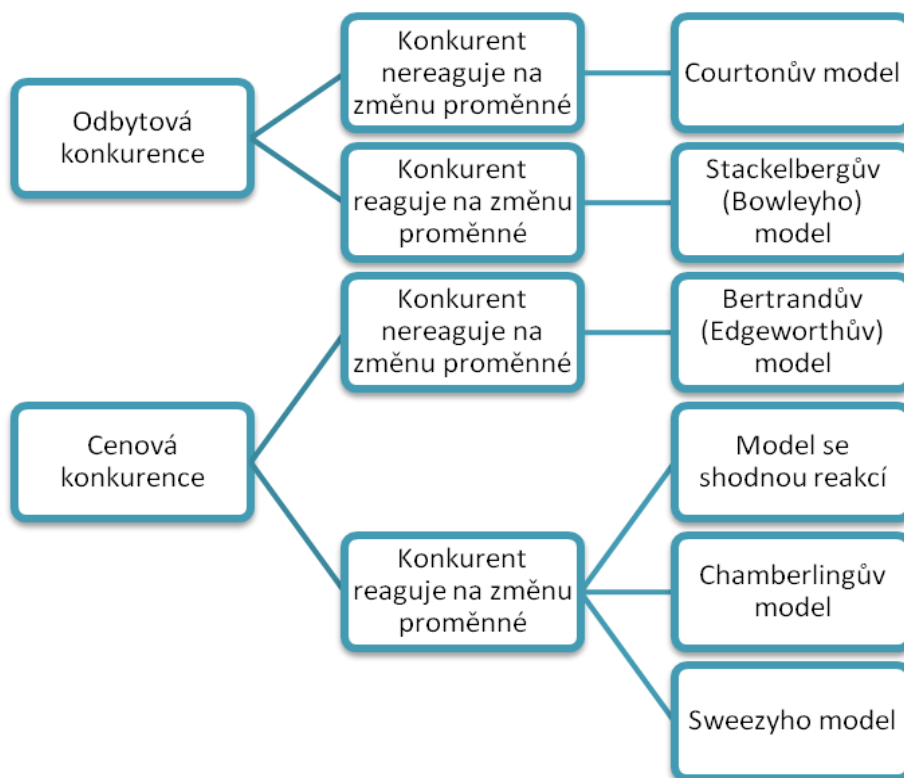 Odbytová
konkurence
Konkurent
nereaguje na
změnu proměnné
Courtonův model
Konkurent
reaguje na změnu
proměnné
Stackelbergův
(Bowleyho)
model
Cenová
konkurence
Konkurent
nereaguje na
změnu proměnné
Bertrandův
(Edgeworthův)
model
Konkurent
reaguje na změnu
proměnné
Model se
shodnou reakcí
Chamberlingův
model
Sweezyho model